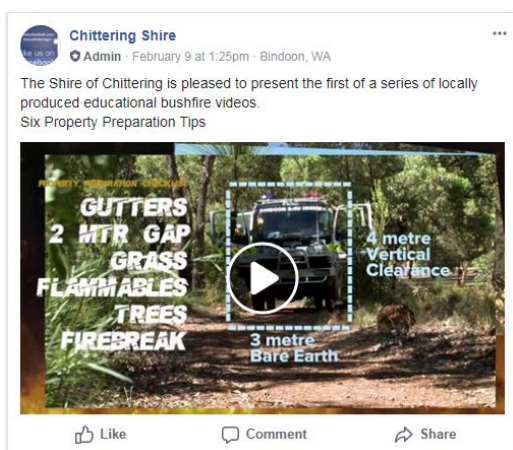 Chittering Shire
Admin · February 9 at 1:25pm · Bindoon, WA
The Shire of Chittering is pleased to present the first of a series of locally
produced educational bushfire videos.
Six Property Preparation Tips
PROPERTY PREPARATION CHECKLIST
GUTTERS
2 MTR GAP
GRASS
FLAMMABLES
TREES
FIREBREAK
4 metre
Vertical
Clearance
3 metre
Bare Earth
Like
Comment
Share